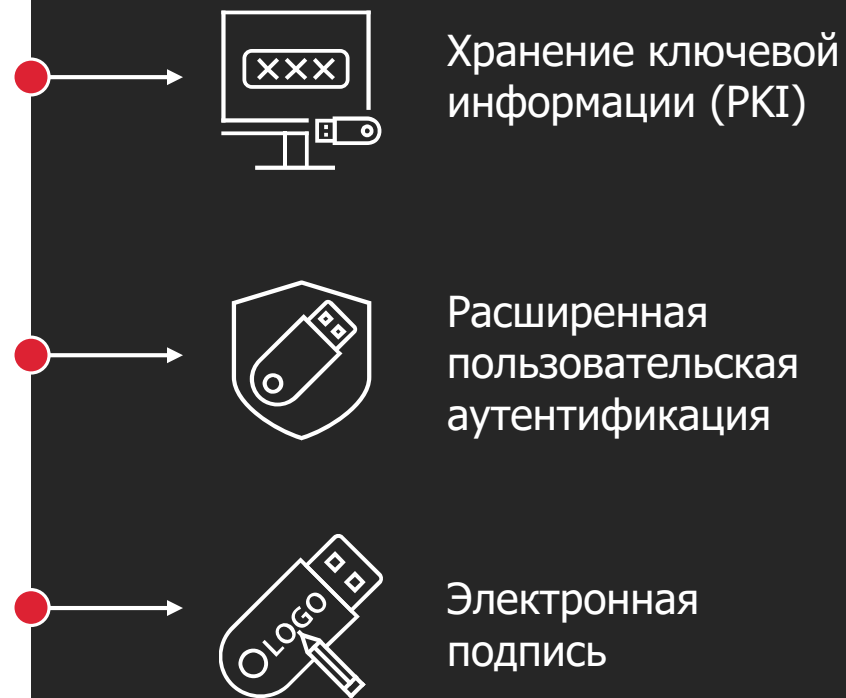 XXX
Хранение ключевой
информации (PKI)
Расширенная
пользовательская
аутентификация
LOGO
Электронная
подпись